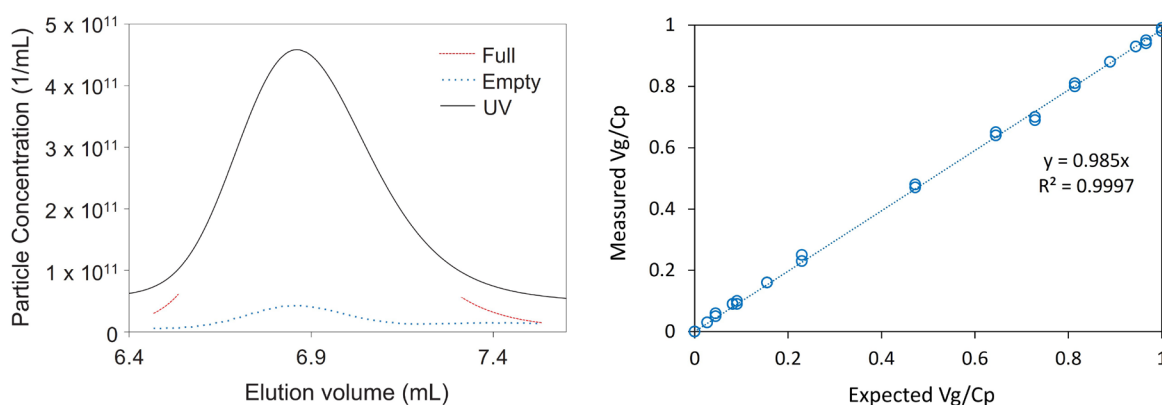 Particle Concentration (1/mL)
5 x 10¹¹
4 x 10¹¹
3 x 10¹¹
2 x 10¹¹
1 x 10¹¹
0
6.4
6.9
7.4
Elution volume (mL)
Full
Empty
UV
Measured Vg/Cp
1
0.8
0.6
0.4
0.2
0
0
0.2
0.4
0.6
0.8
1
Expected Vg/Cp
y = 0.985x
R² = 0.9997